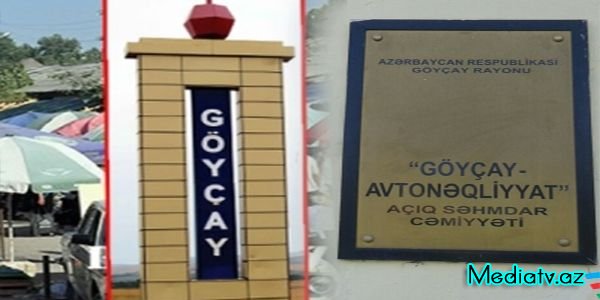 GÖYÇAY
AZƏRBAYCAN RESPUBLİKASI
GÖYÇAY RAYONU
“GÖYÇAY-
AVTONƏQLİYYAT”
AÇIQ SƏHMDAR
CƏMİYYƏTİ
Mediatv.az